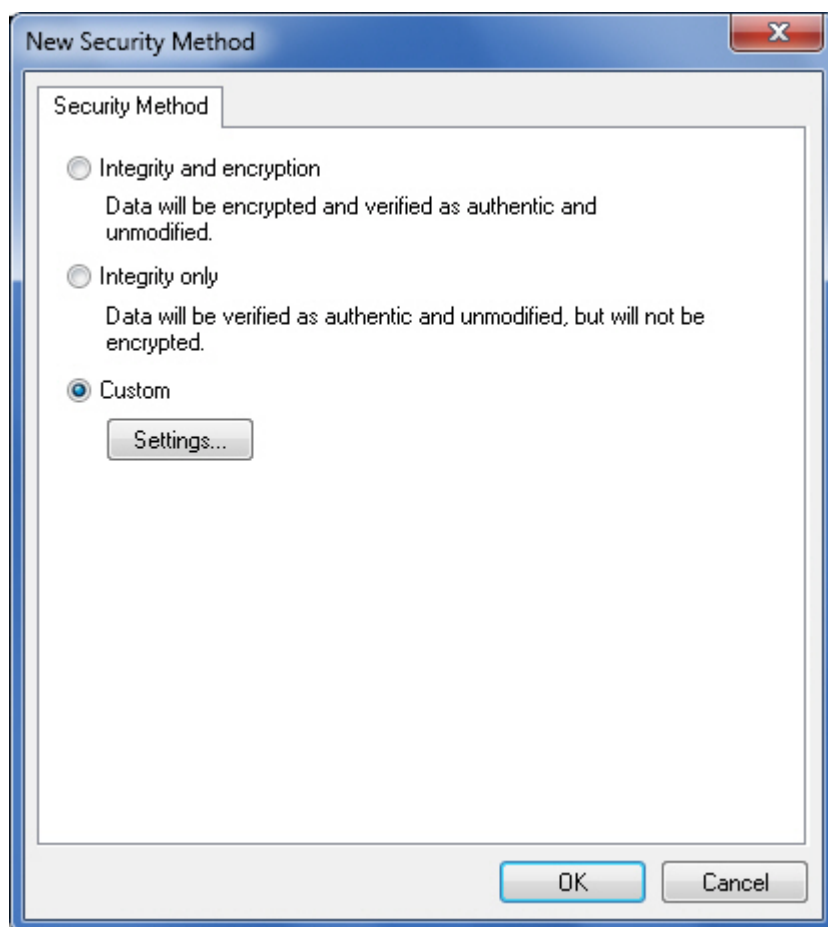 New Security Method
Security Method
Integrity and encryption
Data will be encrypted and verified as authentic and
unmodified.
Integrity only
Data will be verified as authentic and unmodified, but will not be
encrypted.
Custom
Settings...
OK
Cancel